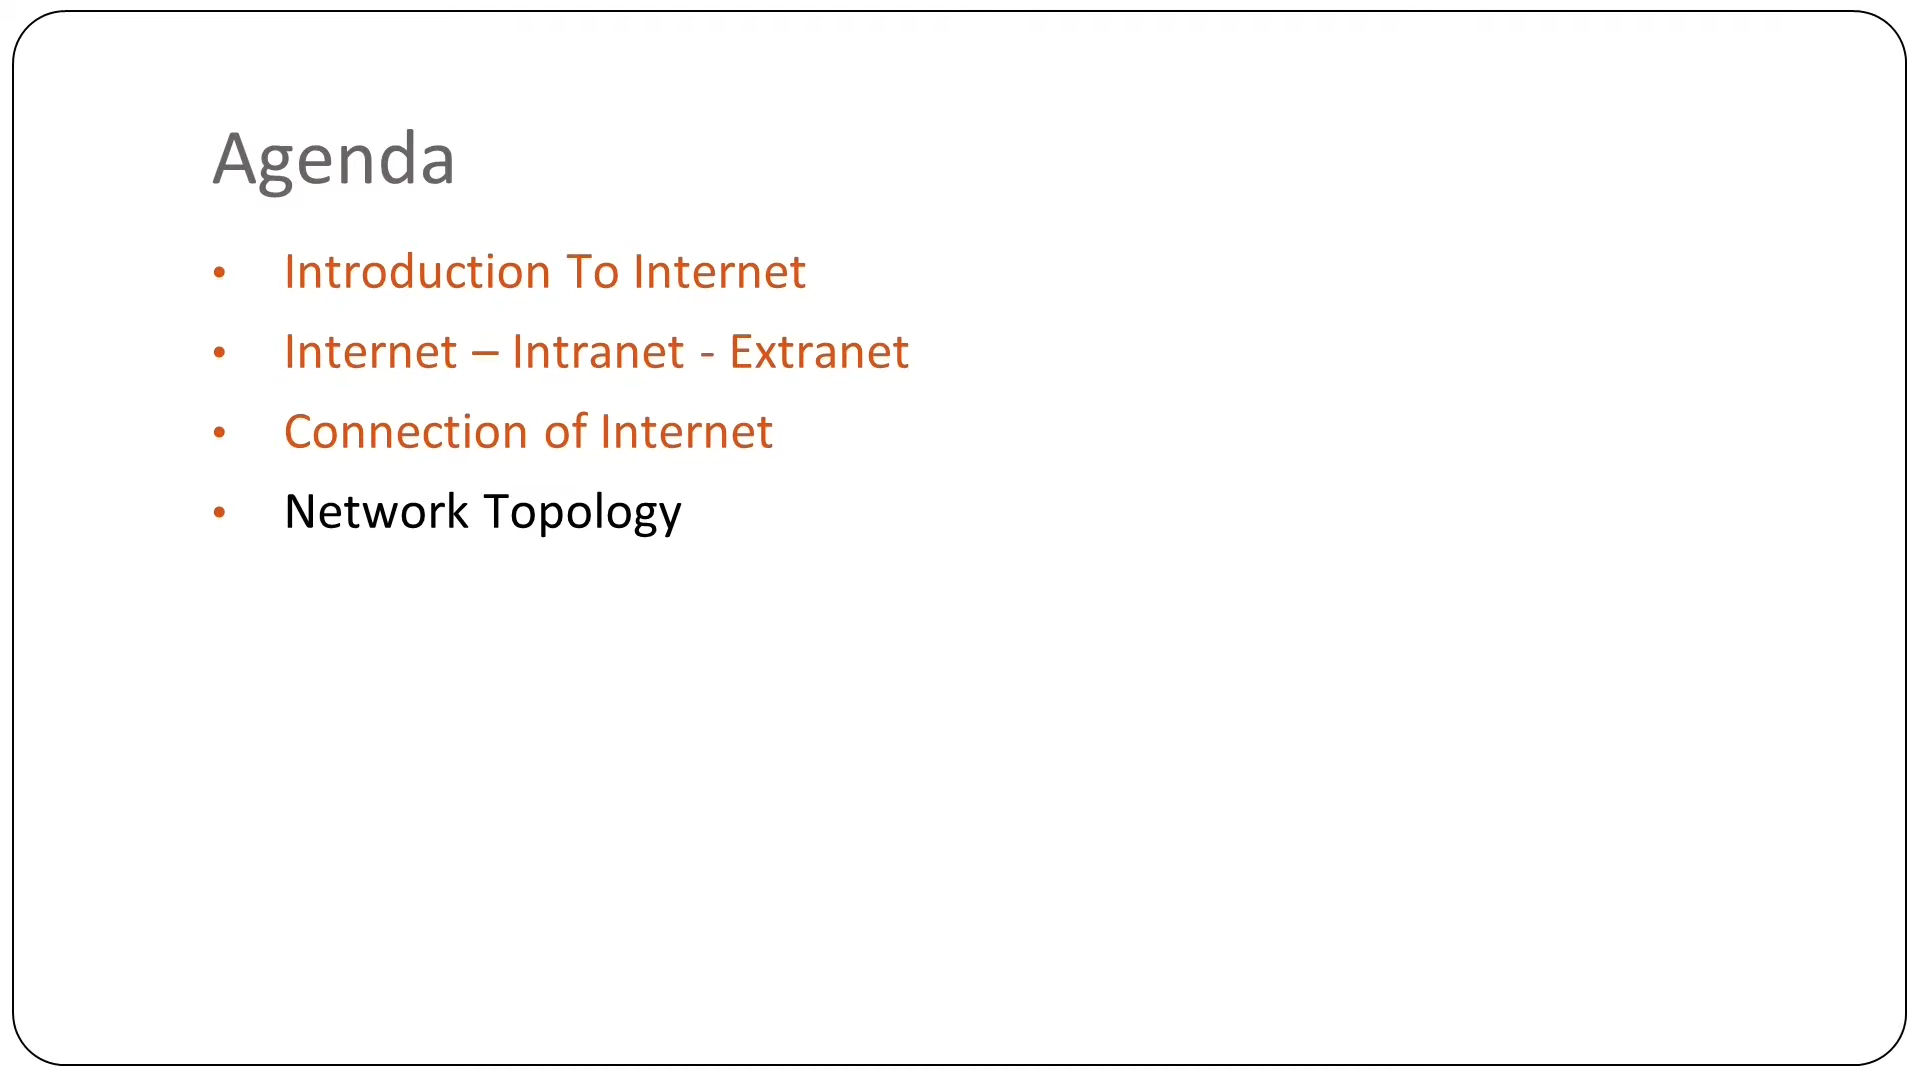 Agenda
• Introduction To Internet
• Internet – Intranet - Extranet
• Connection of Internet
• Network Topology